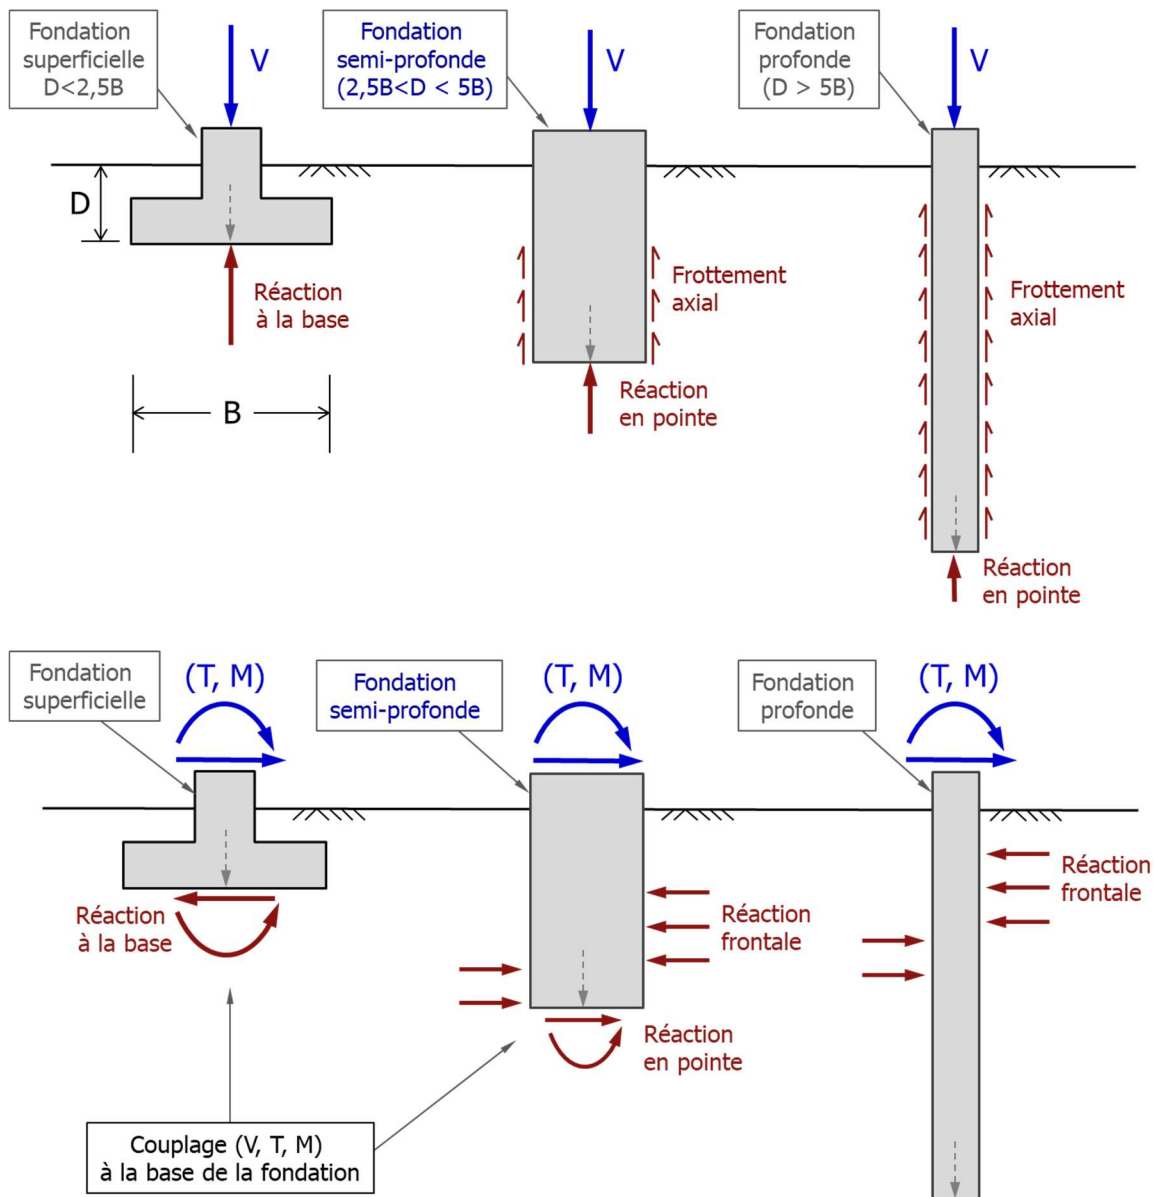 Fondation
superficielle
D<2,5B
V
Fondation
semi-profonde
(2,5B<D < 5B)
V
Fondation
profonde
(D > 5B)
V
D
Réaction
à la base
B
Frottement
axial
Réaction
en pointe
Frottement
axial
Réaction
en pointe
Fondation
superficielle
(T, M)
Fondation
semi-profonde
(T, M)
Fondation
profonde
(T, M)
Réaction
à la base
Réaction
frontale
Réaction
en pointe
Réaction
frontale
Couplage (V, T, M)
à la base de la fondation